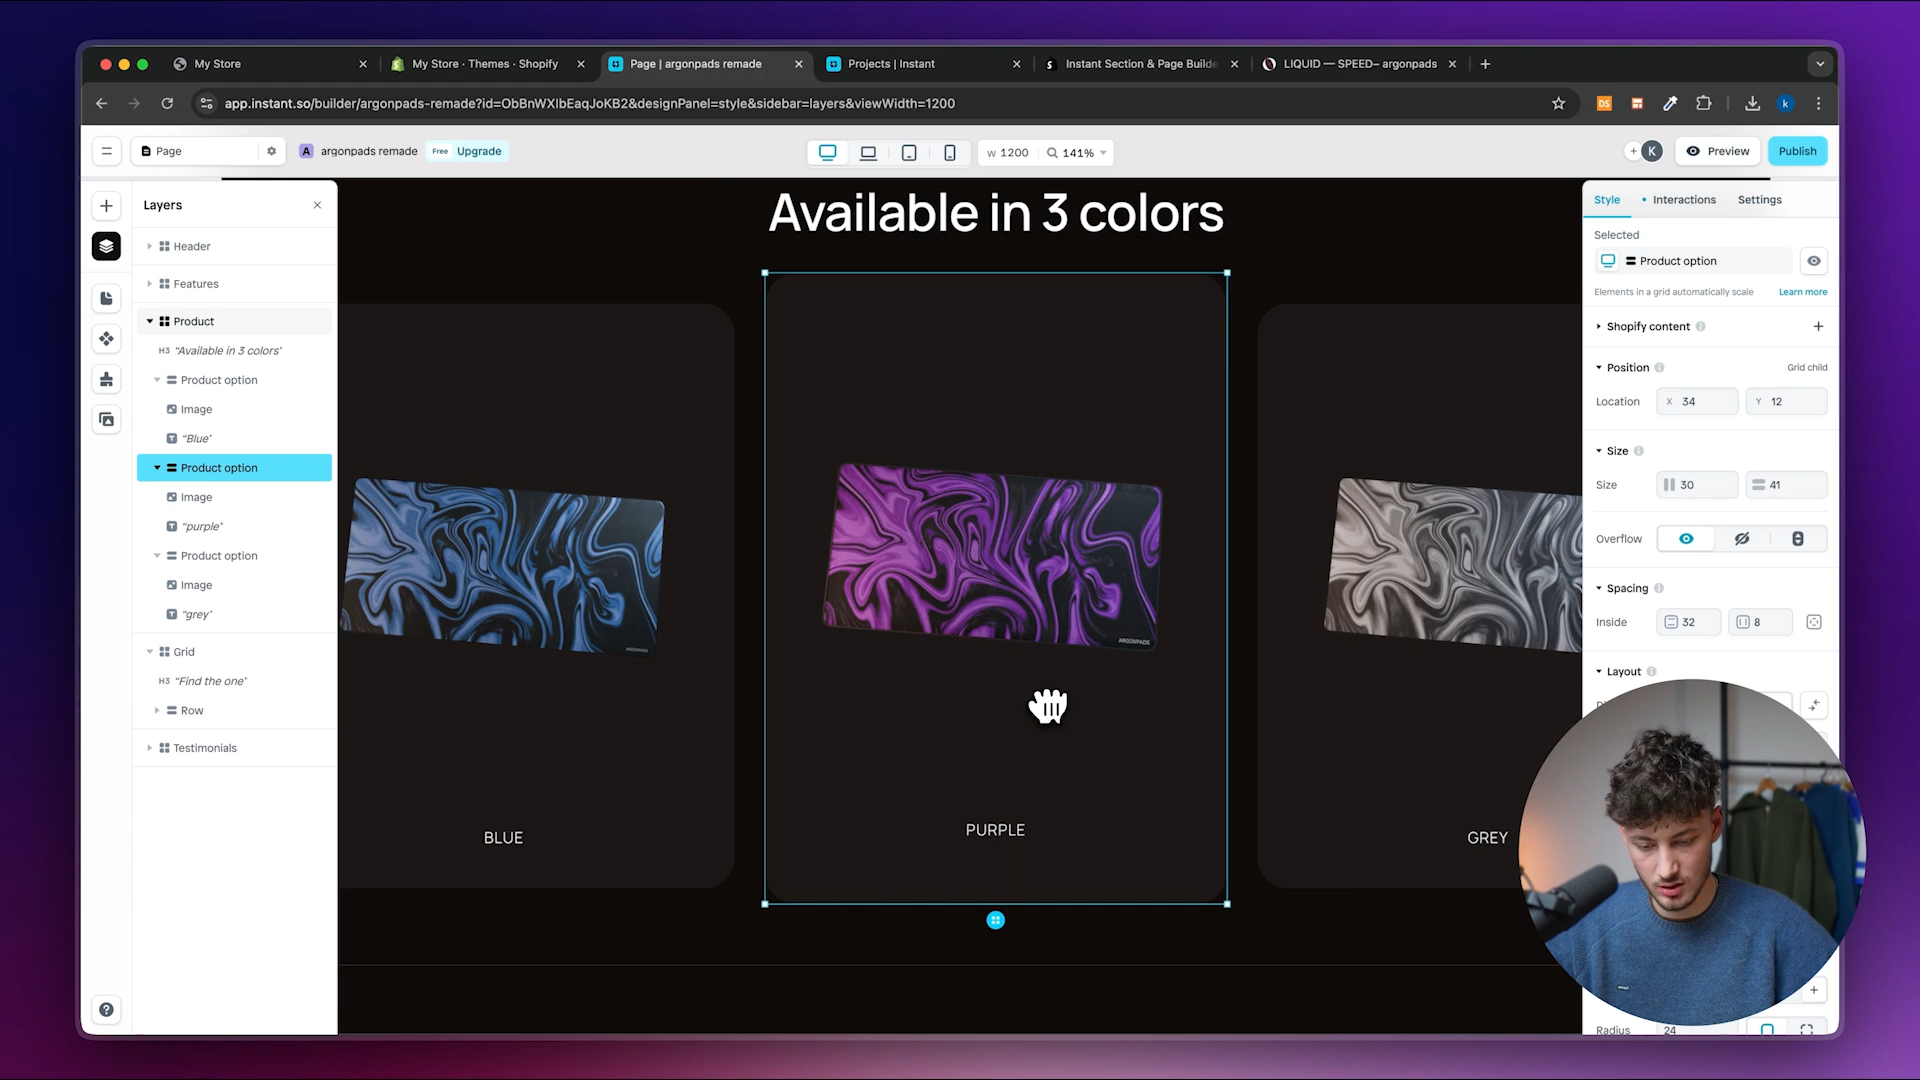 My Store
My Store · Themes · Shopify
Page | argonpads remade
Projects | Instant
Instant Section & Page Builde
LIQUID — SPEED– argonpads
app.instant.so/builder/argonpads-remade?id=ObBnWXlbEaqJoKB2&designPanel=style&sidebar=layers&viewWidth=1200
DS
k
Page
A argonpads remade
Free Upgrade
W 1200
141%
K
Preview
Publish
Layers
Header
Features
Product
H3 "Available in 3 colors"
Product option
Image
"Blue"
Product option
Image
"purple"
Product option
Image
"grey"
Grid
H3 "Find the one"
Row
Testimonials
Available in 3 colors
BLUE
PURPLE
GREY
ARGONPADS
ARGONPADS
Style
Interactions
Settings
Selected
Product option
Elements in a grid automatically scale
Learn more
Shopify content
Position
Grid child
Location
X 34
Y 12
Size
Size
30
41
Overflow
Spacing
Inside
32
8
Layout
Radius
24